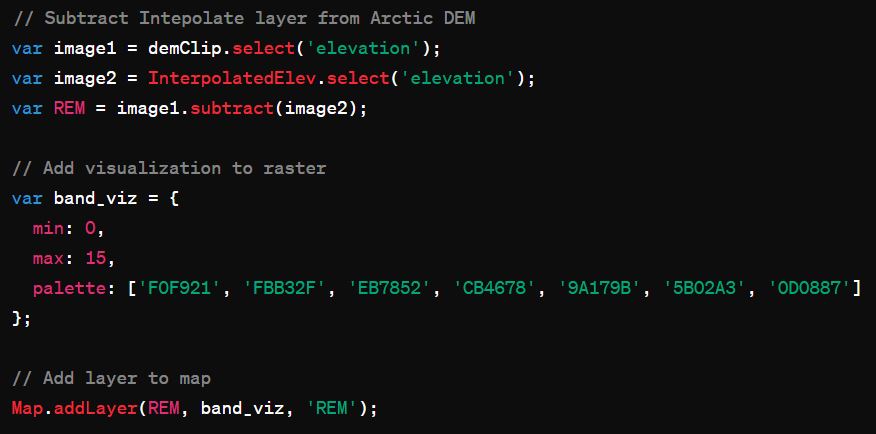 // Subtract Intepolate layer from Arctic DEM
var image1 = demClip.select('elevation');
var image2 = InterpolatedElev.select('elevation');
var REM = image1.subtract(image2);
// Add visualization to raster
var band_viz = {
min: 0,
max: 15,
palette: ['F0F921', 'FBB32F', 'EB7852', 'CB4678', '9A179B', '5B02A3', '0D0887']
};
// Add layer to map
Map.addLayer(REM, band_viz, 'REM');